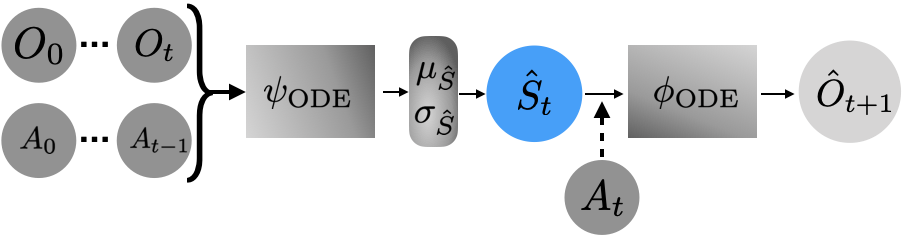 O_0 ··· O_t
A_0 ··· A_{t−1}
ψ_ODE
μ_Ŝ
σ_Ŝ
Ŝ_t
A_t
ϕ_ODE
Ô_{t+1}